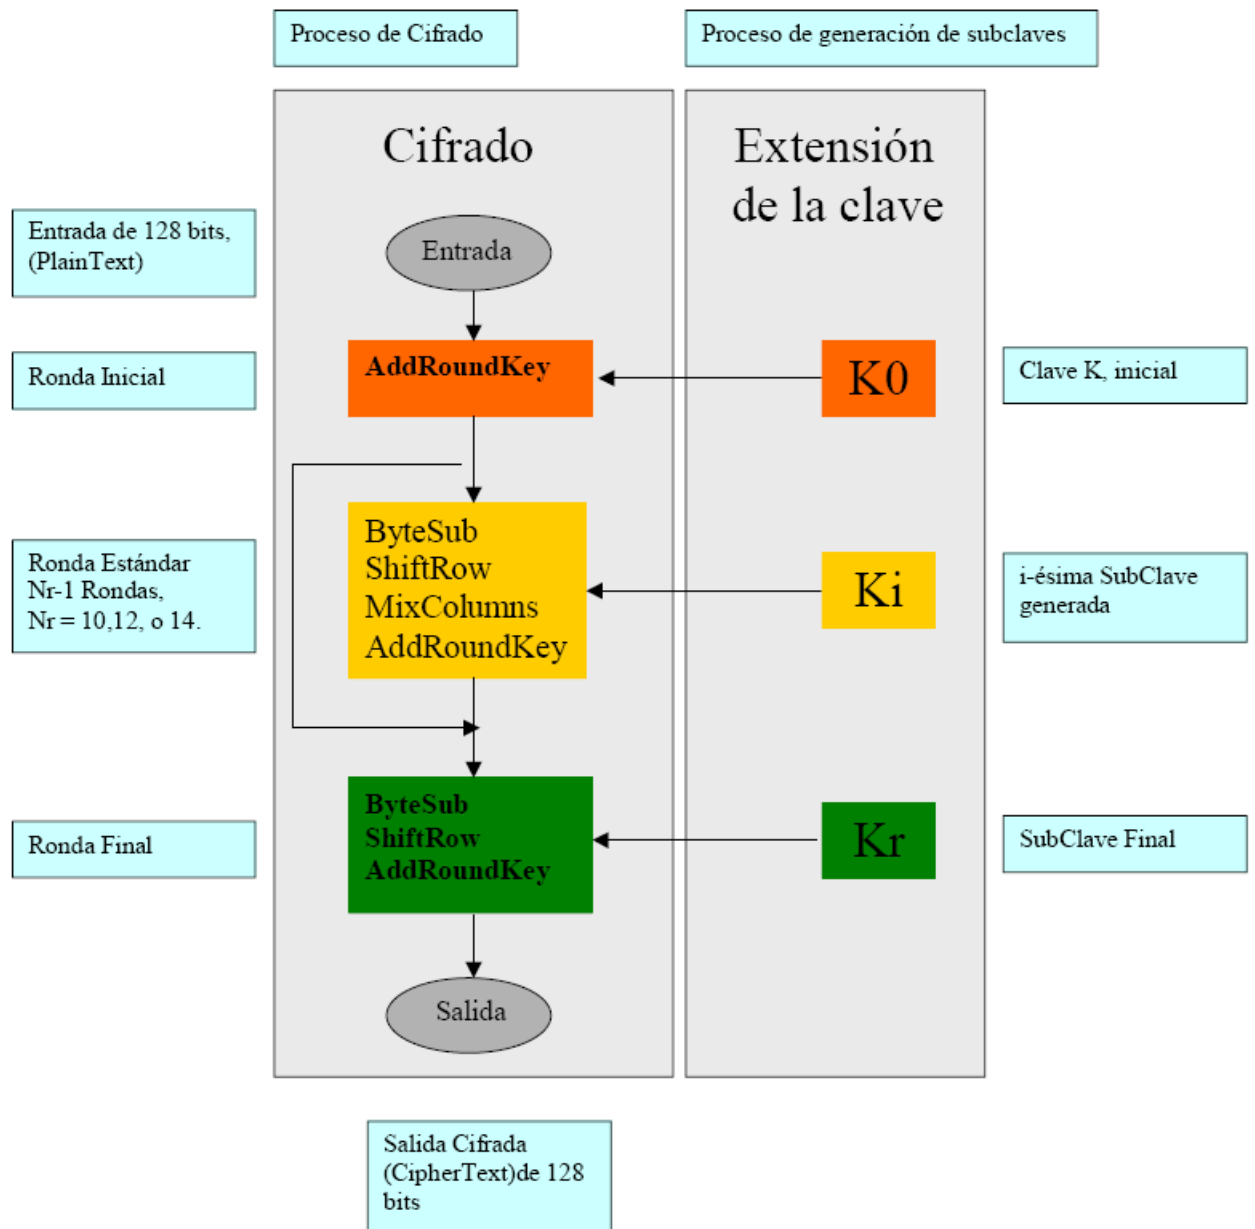 Proceso de Cifrado
Proceso de generación de subclaves
Cifrado
Extensión
de la clave
Entrada de 128 bits,
(PlainText)
Entrada
Ronda Inicial
AddRoundKey
K0
Clave K, inicial
Ronda Estándar
Nr-1 Rondas,
Nr = 10,12, o 14.
ByteSub
ShiftRow
MixColumns
AddRoundKey
Ki
i-ésima SubClave
generada
Ronda Final
ByteSub
ShiftRow
AddRoundKey
Kr
SubClave Final
Salida
Salida Cifrada
(CipherText)de 128
bits